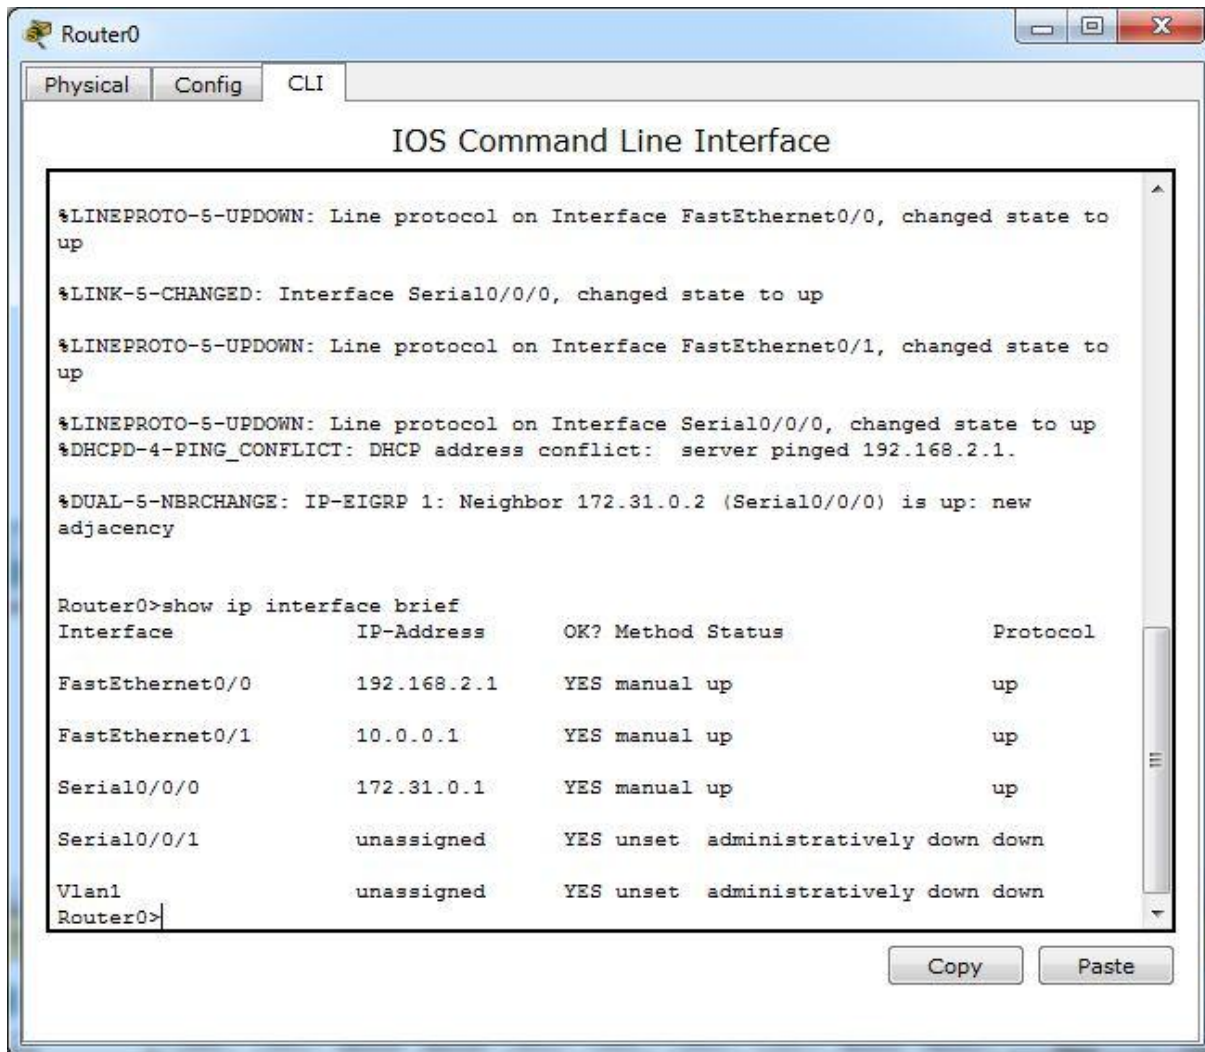 Router0
Physical Config CLI
IOS Command Line Interface
%LINEPROTO-5-UPDOWN: Line protocol on Interface FastEthernet0/0, changed state to
up
%LINK-5-CHANGED: Interface Serial0/0/0, changed state to up
%LINEPROTO-5-UPDOWN: Line protocol on Interface FastEthernet0/1, changed state to
up
%LINEPROTO-5-UPDOWN: Line protocol on Interface Serial0/0/0, changed state to up
%DHCPD-4-PING_CONFLICT: DHCP address conflict:  server pinged 192.168.2.1.
%DUAL-5-NBRCHANGE: IP-EIGRP 1: Neighbor 172.31.0.2 (Serial0/0/0) is up: new
adjacency
Router0>show ip interface brief
Interface IP-Address OK? Method Status Protocol
FastEthernet0/0 192.168.2.1 YES manual up up
FastEthernet0/1 10.0.0.1 YES manual up up
Serial0/0/0 172.31.0.1 YES manual up up
Serial0/0/1 unassigned YES unset administratively down down
Vlan1 unassigned YES unset administratively down down
Router0>
Copy Paste